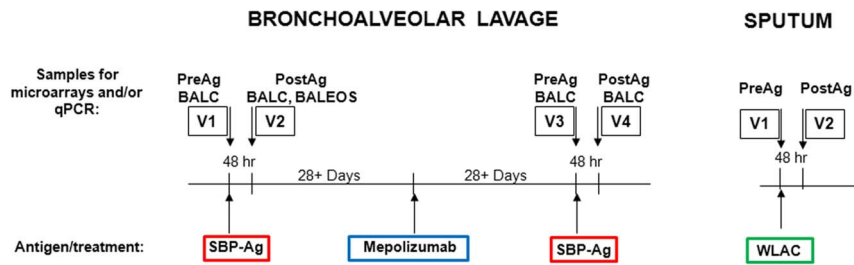 BRONCHOALVEOLAR LAVAGE
SPUTUM
Samples for
microarrays and/or
qPCR:
PreAg
BALC
PostAg
BALC, BALEOS
PreAg
BALC
PostAg
BALC
PreAg
PostAg
V1
V2
V3
V4
V1
V2
48 hr
48 hr
48 hr
28+ Days
28+ Days
Antigen/treatment:
SBP-Ag
Mepolizumab
SBP-Ag
WLAC